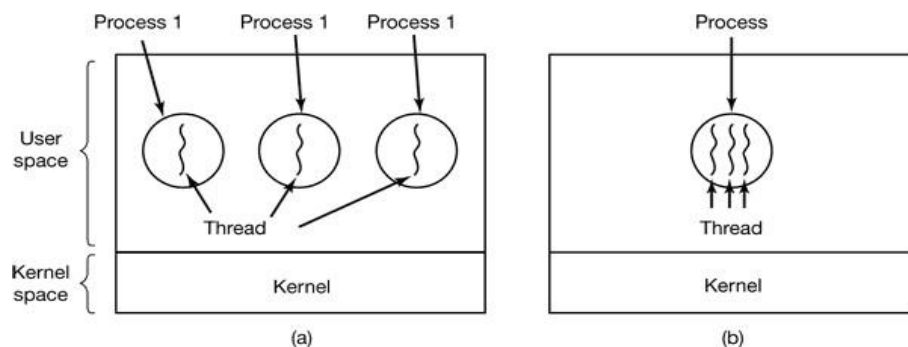 Process 1 Process 1 Process 1 Process
User
space
Thread Thread
Kernel
space
Kernel Kernel
(a) (b)